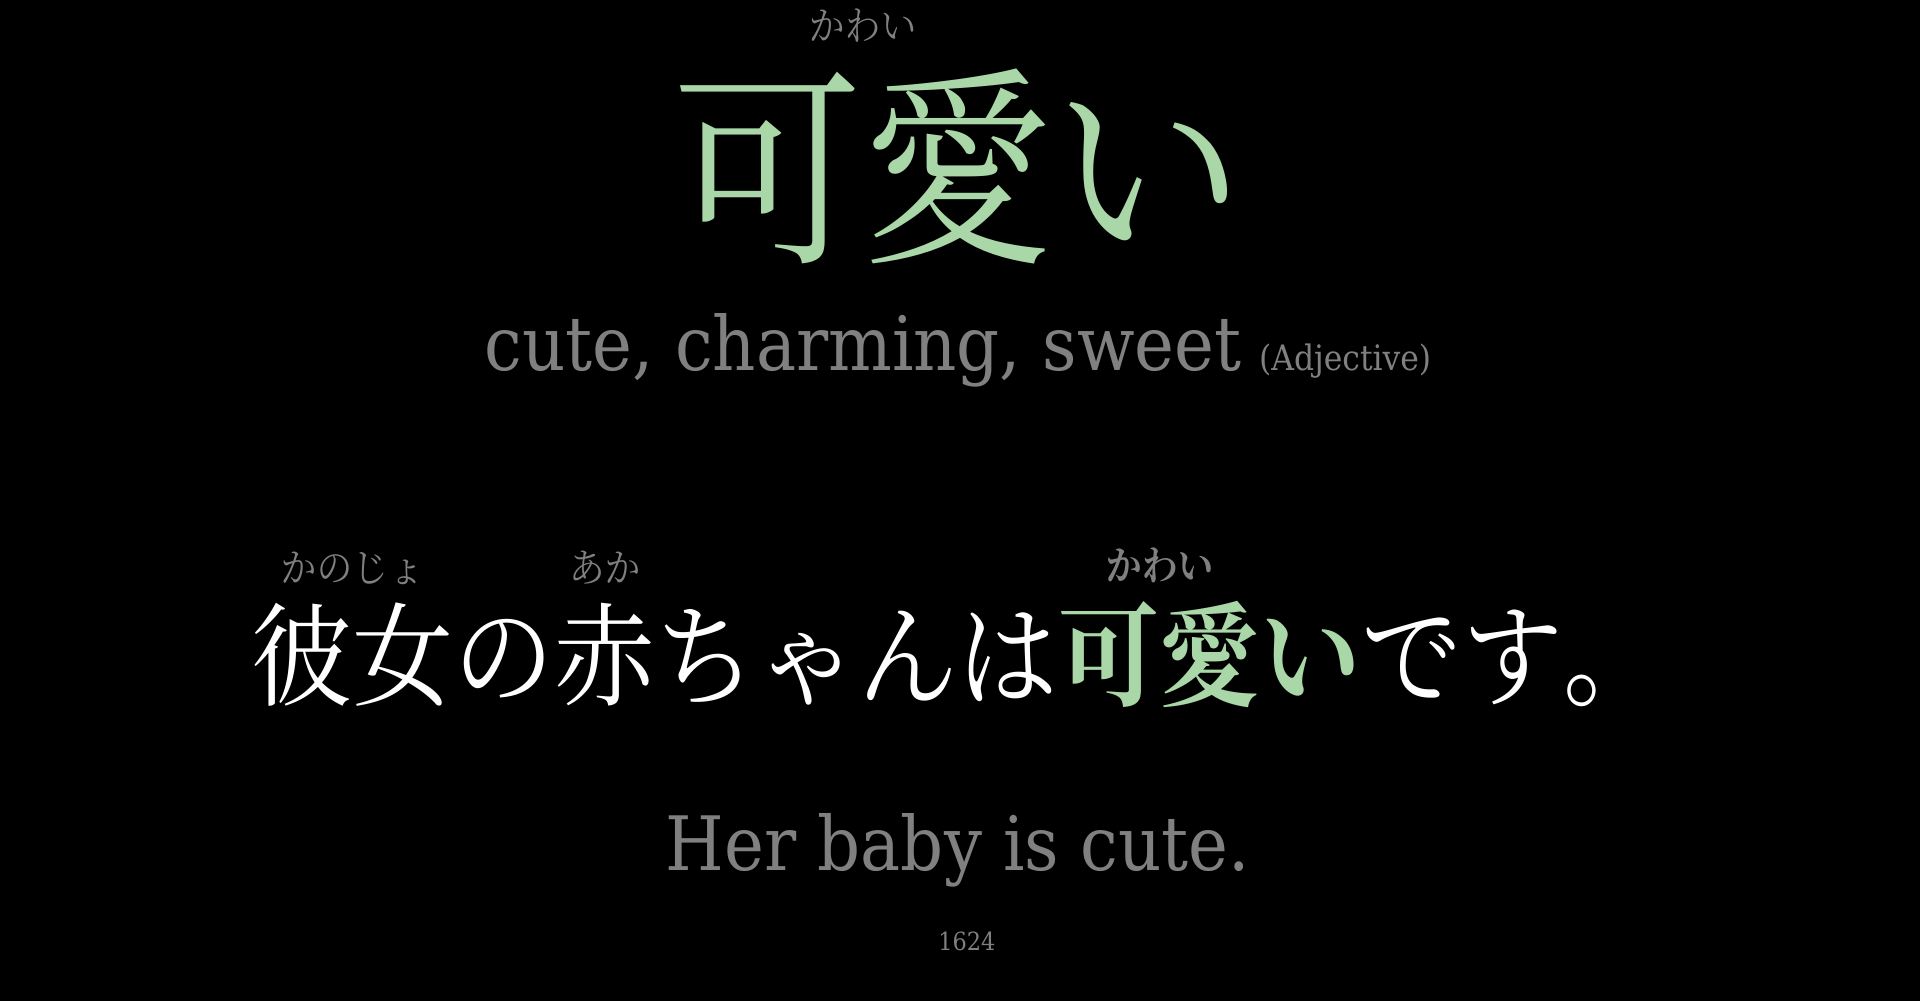 かわい
可愛い
cute, charming, sweet (Adjective)
かのじょ あか かわい
彼女の赤ちゃんは可愛いです。
Her baby is cute.
1624